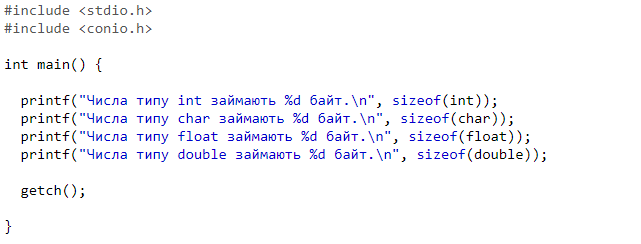 #include <stdio.h>
#include <conio.h>
int main() {
printf("Числа типу int займають %d байт.\n", sizeof(int));
printf("Числа типу char займають %d байт.\n", sizeof(char));
printf("Числа типу float займають %d байт.\n", sizeof(float));
printf("Числа типу double займають %d байт.\n", sizeof(double));
getch();
}